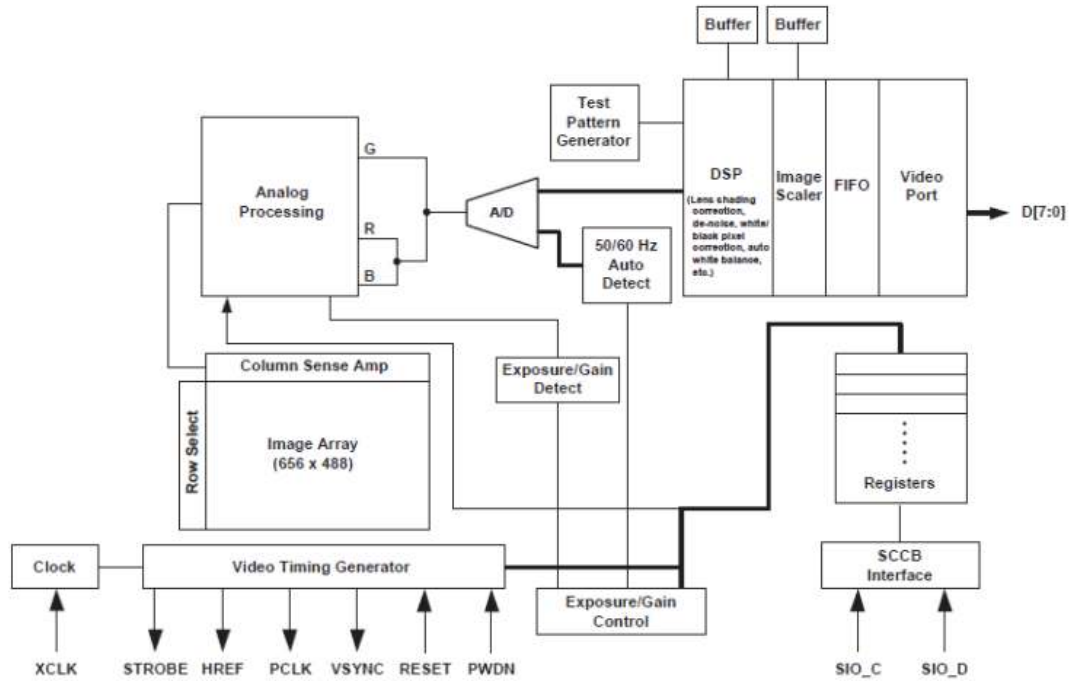 Buffer
Buffer
Test
Pattern
Generator
DSP
(Lens shading
correction,
de-noise, white/
black pixel
correction, auto
white balance,
etc.)
Image
Scaler
FIFO
Video
Port
D[7:0]
Analog
Processing
G
R
B
A/D
50/60 Hz
Auto
Detect
Column Sense Amp
Exposure/Gain
Detect
Row Select
Image Array
(656 x 488)
Registers
Clock
Video Timing Generator
Exposure/Gain
Control
SCCB
Interface
XCLK
STROBE
HREF
PCLK
VSYNC
RESET
PWDN
SIO_C
SIO_D